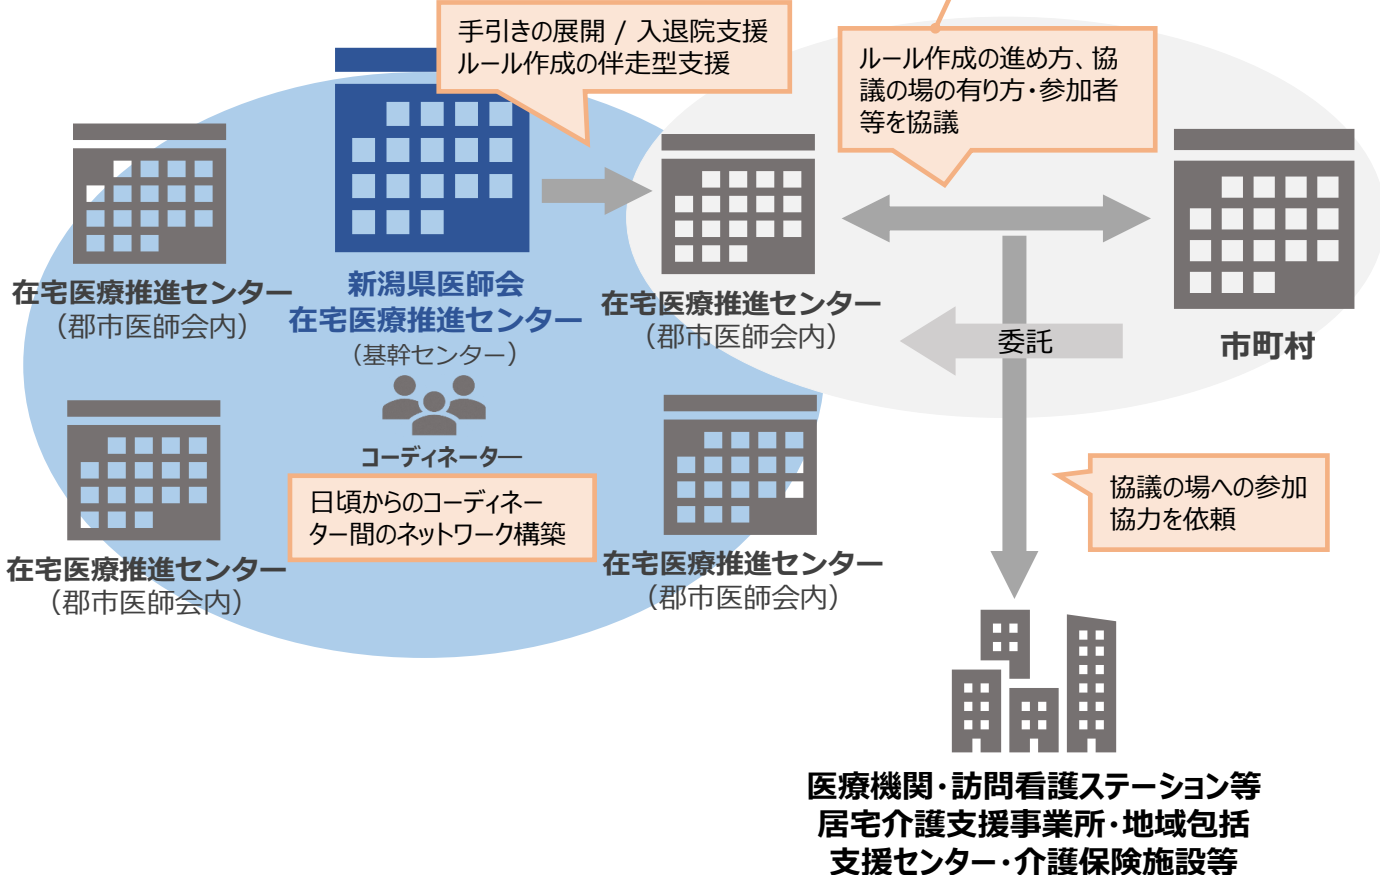 手引きの展開 / 入退院支援
ルール作成の伴走型支援
ルール作成の進め方、協
議の場の有り方・参加者
等を協議
在宅医療推進センター
（郡市医師会内）
新潟県医師会
在宅医療推進センター
（基幹センター）
在宅医療推進センター
（郡市医師会内）
委託
市町村
コーディネーター
日頃からのコーディネー
ター間のネットワーク構築
協議の場への参加
協力を依頼
在宅医療推進センター
（郡市医師会内）
在宅医療推進センター
（郡市医師会内）
医療機関・訪問看護ステーション等
居宅介護支援事業所・地域包括
支援センター・介護保険施設等